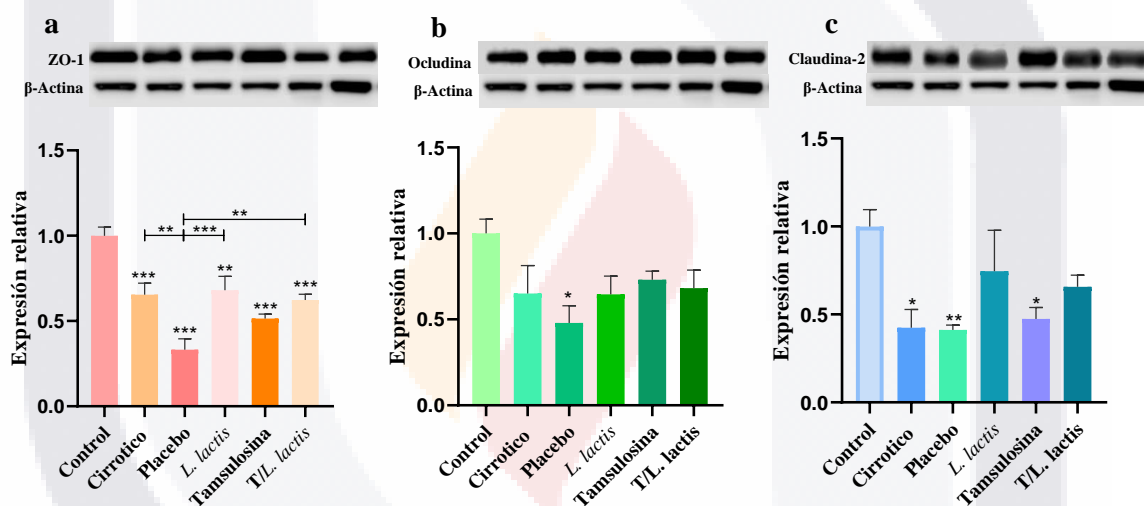 a
ZO-1
β-Actina
Expresión relativa
1.5
1.0
0.5
0.0
**
**
***
***
***
**
***
***
Control
Cirrotico
Placebo
L. lactis
Tamsulosina
T/L. lactis
b
Ocludina
β-Actina
Expresión relativa
1.5
1.0
0.5
0.0
*
Control
Cirrotico
Placebo
L. lactis
Tamsulosina
T/L. lactis
c
Claudina-2
β-Actina
Expresión relativa
1.5
1.0
0.5
0.0
*
**
*
Control
Cirrotico
Placebo
L. lactis
Tamsulosina
T/L. lactis